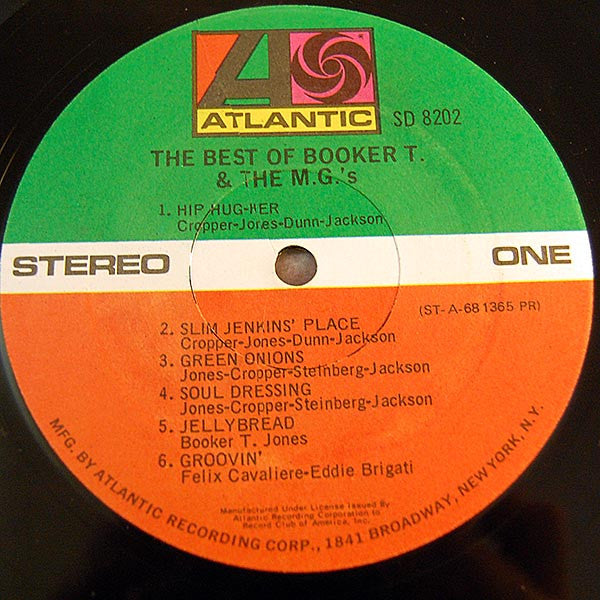 ATLANTIC
SD 8202
THE BEST OF BOOKER T.
& THE M.G.'s
1. HIP HUG-HER
Cropper-Jones-Dunn-Jackson
STEREO
ONE
(ST-A-681365 PR)
2. SLIM JENKINS' PLACE
Cropper-Jones-Dunn-Jackson
3. GREEN ONIONS
Jones-Cropper-Steinberg-Jackson
4. SOUL DRESSING
Jones-Cropper-Steinberg-Jackson
5. JELLYBREAD
Booker T. Jones
6. GROOVIN'
Felix Cavaliere-Eddie Brigati
Manufactured Under License Issued By
Atlantic Recording Corporation to
Record Club of America, Inc.
MFG. BY ATLANTIC RECORDING CORP., 1841 BROADWAY, NEW YORK, N.Y.